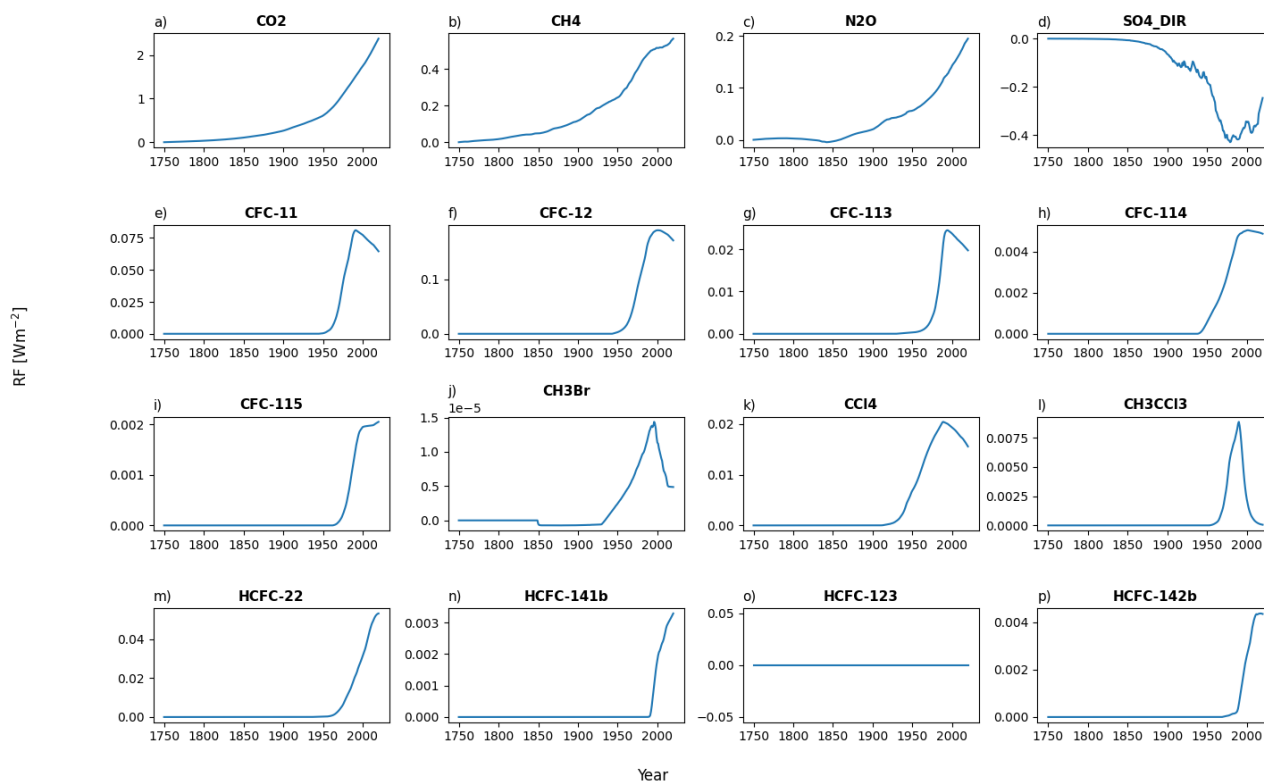 a) CO2
2
1
0
1750 1800 1850 1900 1950 2000
b) CH4
0.4
0.2
0.0
1750 1800 1850 1900 1950 2000
c) N2O
0.2
0.1
0.0
1750 1800 1850 1900 1950 2000
d) SO4_DIR
0.0
−0.2
−0.4
1750 1800 1850 1900 1950 2000
e) CFC-11
0.075
0.050
0.025
0.000
1750 1800 1850 1900 1950 2000
f) CFC-12
0.1
0.0
1750 1800 1850 1900 1950 2000
g) CFC-113
0.02
0.01
0.00
1750 1800 1850 1900 1950 2000
h) CFC-114
0.004
0.002
0.000
1750 1800 1850 1900 1950 2000
RF [Wm−2]
i) CFC-115
0.002
0.001
0.000
1750 1800 1850 1900 1950 2000
j) CH3Br
1e−5
1.5
1.0
0.5
0.0
1750 1800 1850 1900 1950 2000
k) CCl4
0.02
0.01
0.00
1750 1800 1850 1900 1950 2000
l) CH3CCl3
0.0075
0.0050
0.0025
0.0000
1750 1800 1850 1900 1950 2000
m) HCFC-22
0.04
0.02
0.00
1750 1800 1850 1900 1950 2000
n) HCFC-141b
0.003
0.002
0.001
0.000
1750 1800 1850 1900 1950 2000
o) HCFC-123
0.05
0.00
−0.05
1750 1800 1850 1900 1950 2000
p) HCFC-142b
0.004
0.002
0.000
1750 1800 1850 1900 1950 2000
Year